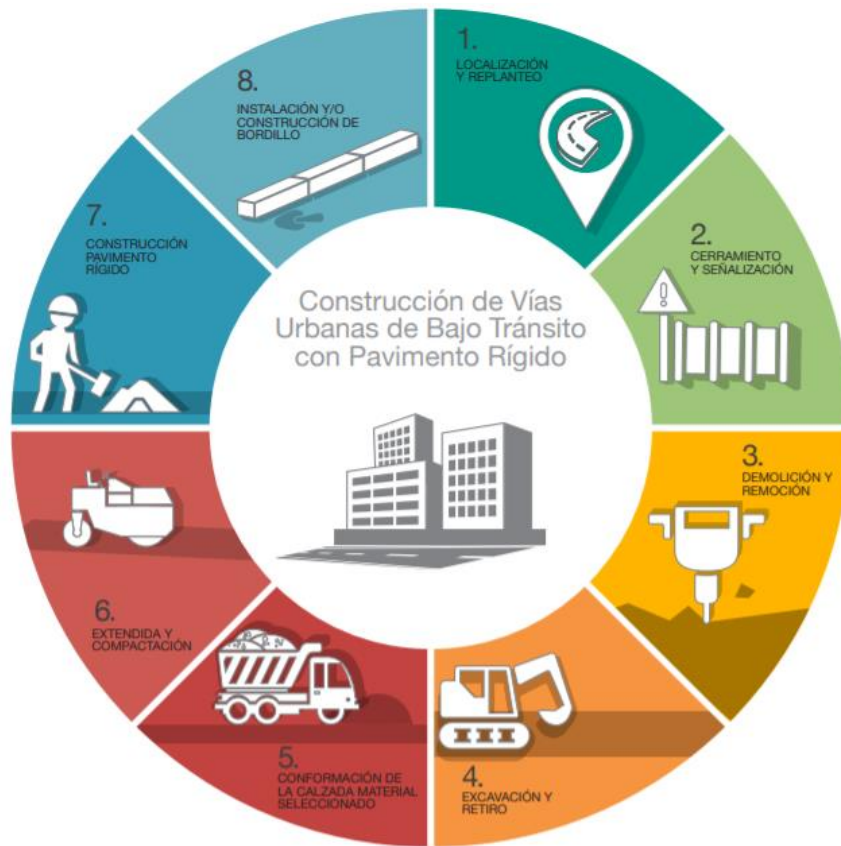 1.
LOCALIZACIÓN
Y REPLANTEO
2.
CERRAMIENTO
Y SEÑALIZACIÓN
3.
DEMOLICIÓN Y
REMOCIÓN
4.
EXCAVACIÓN Y
RETIRO
5.
CONFORMACIÓN DE
LA CALZADA MATERIAL
SELECCIONADO
6.
EXTENDIDA Y
COMPACTACIÓN
7.
CONSTRUCCIÓN
PAVIMENTO
RÍGIDO
8.
INSTALACIÓN Y/O
CONSTRUCCIÓN DE
BORDILLO
Construcción de Vías
Urbanas de Bajo Tránsito
con Pavimento Rígido